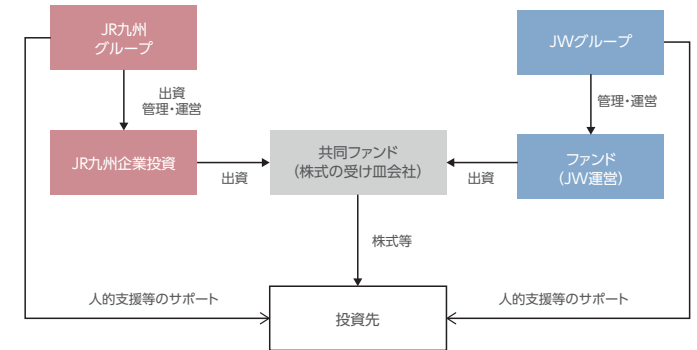 JR九州
グループ
JWグループ
出資
管理・運営
管理・運営
JR九州企業投資
共同ファンド
(株式の受け皿会社)
ファンド
(JW運営)
出資
出資
株式等
人的支援等のサポート
人的支援等のサポート
投資先